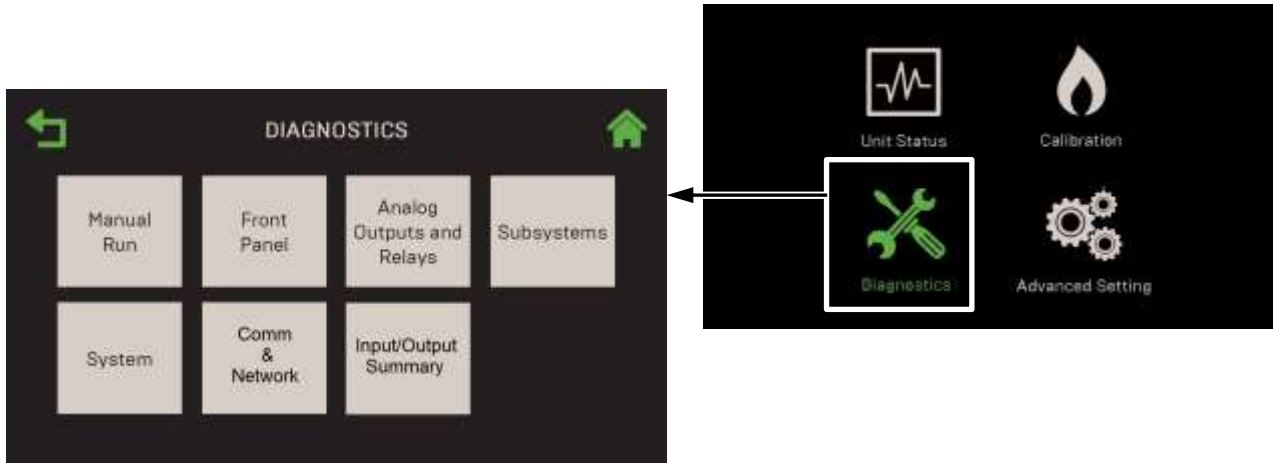 DIAGNOSTICS
Manual
Run
Front
Panel
Analog
Outputs and
Relays
Subsystems
System
Comm
&
Network
Input/Output
Summary
Unit Status
Calibration
Diagnostics
Advanced Setting